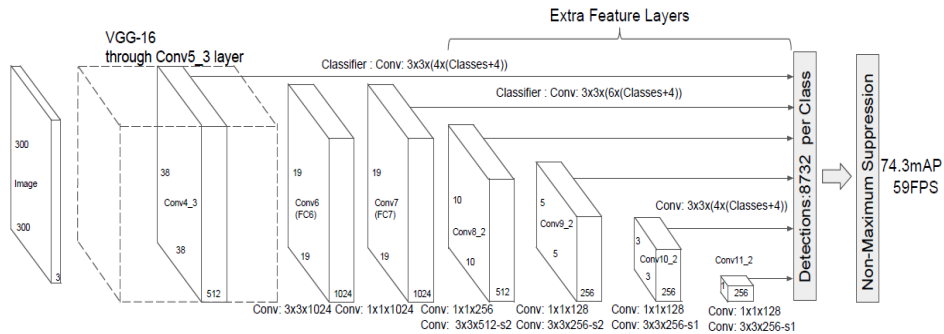 Extra Feature Layers
VGG-16
through Conv5_3 layer
Classifier : Conv: 3x3x(4x(Classes+4))
Classifier : Conv: 3x3x(6x(Classes+4))
300
Image
300
3
38
Conv4_3
38
512
19
Conv6
(FC6)
19
1024
19
Conv7
(FC7)
19
1024
10
Conv8_2
10
512
5
Conv9_2
5
256
Conv: 3x3x(4x(Classes+4))
3
Conv10_2
3
256
Conv11_2
1
256
Detections:8732 per Class
Non-Maximum Suppression
74.3mAP
59FPS
Conv: 3x3x1024
Conv: 1x1x1024
Conv: 1x1x256
Conv: 3x3x512-s2
Conv: 1x1x128
Conv: 3x3x256-s2
Conv: 1x1x128
Conv: 3x3x256-s1
Conv: 1x1x128
Conv: 3x3x256-s1